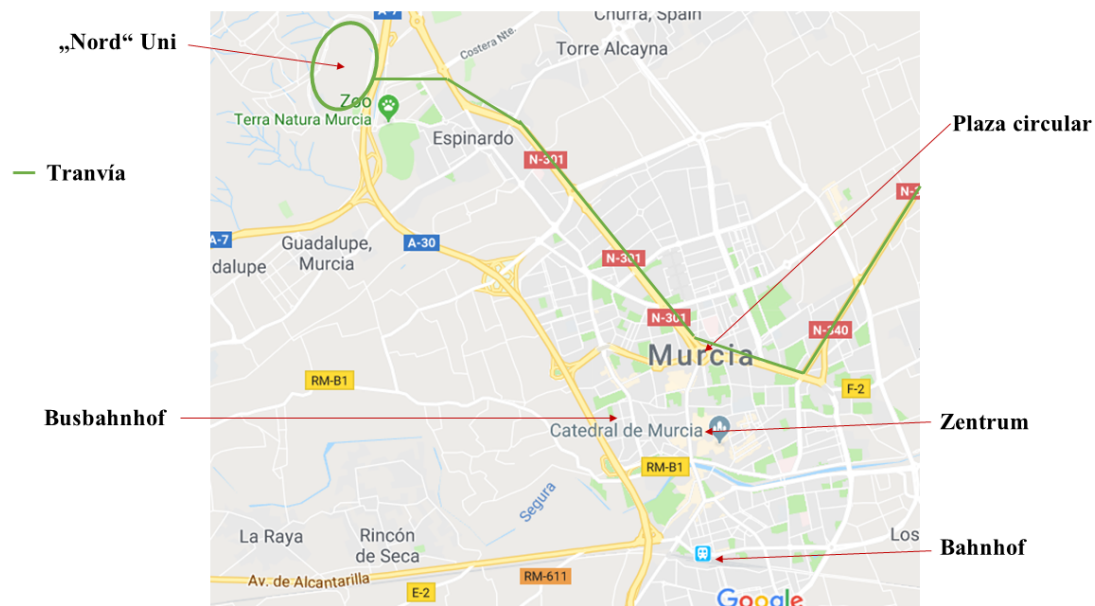 A-7
Churra, Spain
„Nord“ Uni
Costera Nte.
Torre Alcayna
Zoo
Terra Natura Murcia
Plaza circular
Espinardo
N-301
Tranvía
A-7
Guadalupe,
Murcia
A-30
N-301
dalupe
N-301
N-340
Murcia
RM-B1
F-2
Busbahnhof
Catedral de Murcia
Zentrum
RM-B1
Segura
La Raya
Rincón
de Seca
Los
Bahnhof
Av. de Alcantarilla
RM-611
E-2
Google